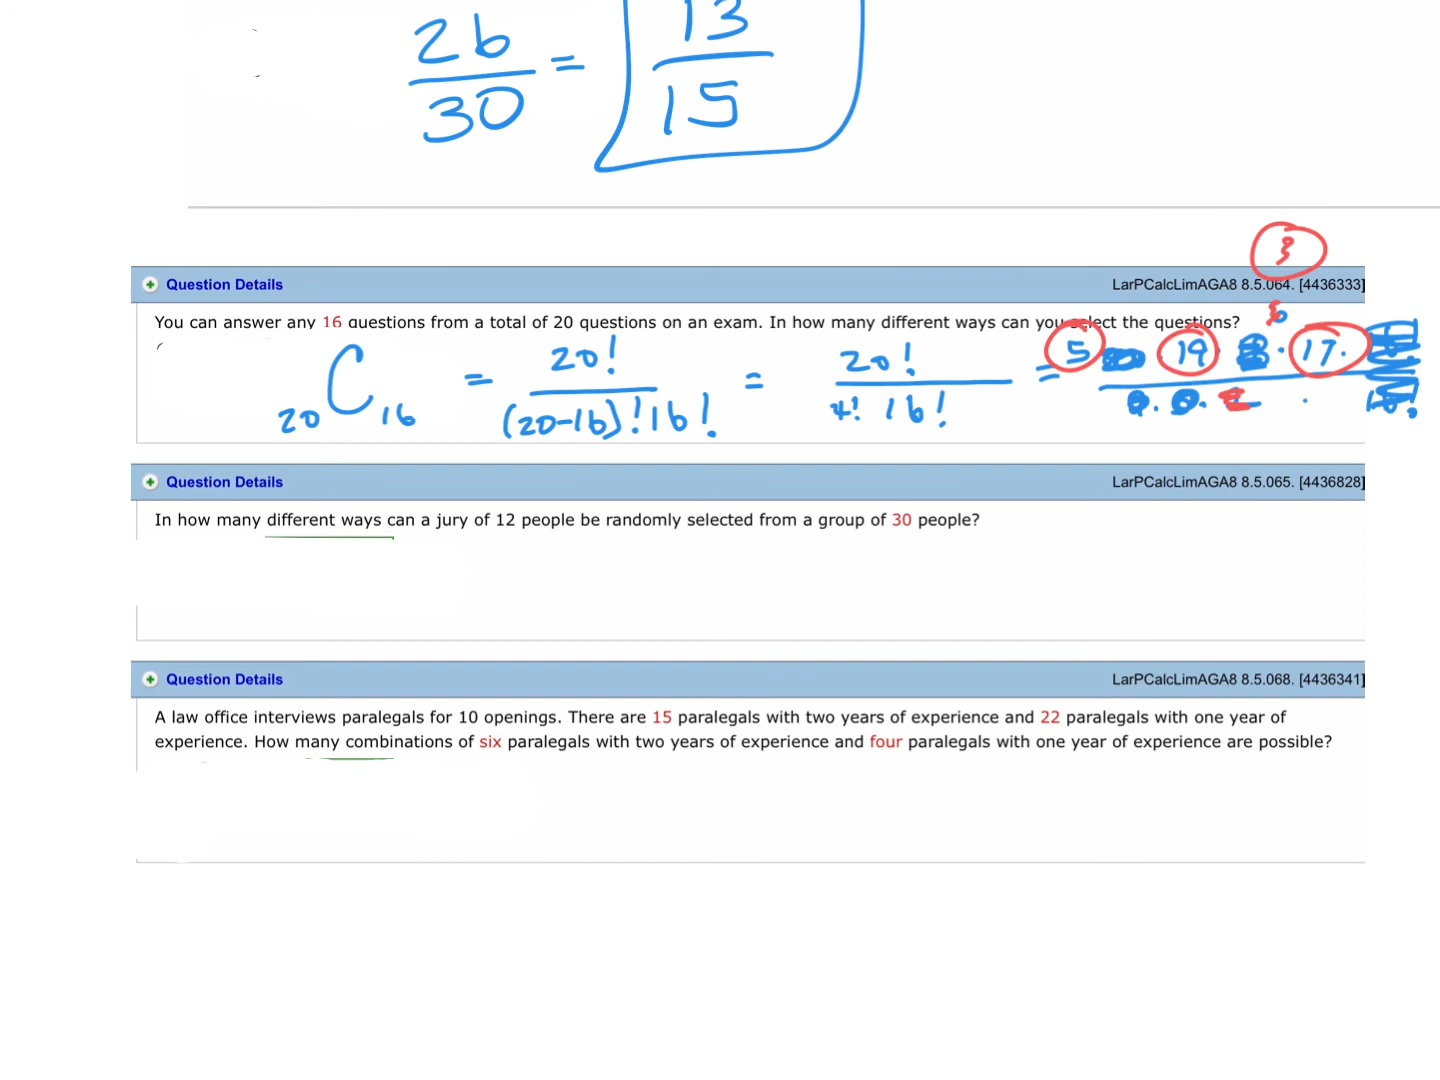 26 13
— = —
30 15
3
Question Details LarPCalcLimAGA8 8.5.064. [4436333]
You can answer any 16 questions from a total of 20 questions on an exam. In how many different ways can you select the questions?
20C16 = 20! / (20-16)! 16! = 20! / 4! 16! = 5 · 19 · 17 ·
Question Details LarPCalcLimAGA8 8.5.065. [4436828]
In how many different ways can a jury of 12 people be randomly selected from a group of 30 people?
Question Details LarPCalcLimAGA8 8.5.068. [4436341]
A law office interviews paralegals for 10 openings. There are 15 paralegals with two years of experience and 22 paralegals with one year of
experience. How many combinations of six paralegals with two years of experience and four paralegals with one year of experience are possible?